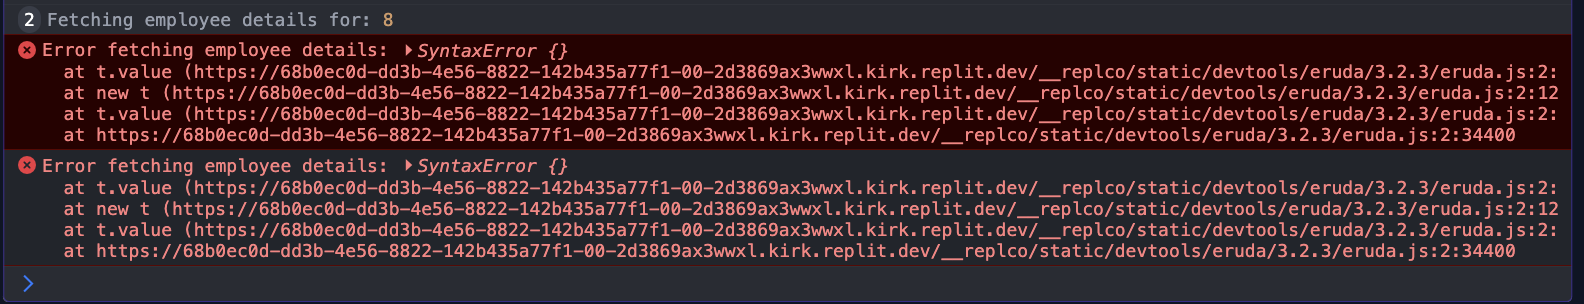 2 Fetching employee details for: 8
Error fetching employee details: ▶SyntaxError {}
at t.value (https://68b0ec0d-dd3b-4e56-8822-142b435a77f1-00-2d3869ax3wwxl.kirk.replit.dev/__replco/static/devtools/eruda/3.2.3/eruda.js:2:
at new t (https://68b0ec0d-dd3b-4e56-8822-142b435a77f1-00-2d3869ax3wwxl.kirk.replit.dev/__replco/static/devtools/eruda/3.2.3/eruda.js:2:12
at t.value (https://68b0ec0d-dd3b-4e56-8822-142b435a77f1-00-2d3869ax3wwxl.kirk.replit.dev/__replco/static/devtools/eruda/3.2.3/eruda.js:2:
at https://68b0ec0d-dd3b-4e56-8822-142b435a77f1-00-2d3869ax3wwxl.kirk.replit.dev/__replco/static/devtools/eruda/3.2.3/eruda.js:2:34400
Error fetching employee details: ▶SyntaxError {}
at t.value (https://68b0ec0d-dd3b-4e56-8822-142b435a77f1-00-2d3869ax3wwxl.kirk.replit.dev/__replco/static/devtools/eruda/3.2.3/eruda.js:2:
at new t (https://68b0ec0d-dd3b-4e56-8822-142b435a77f1-00-2d3869ax3wwxl.kirk.replit.dev/__replco/static/devtools/eruda/3.2.3/eruda.js:2:12
at t.value (https://68b0ec0d-dd3b-4e56-8822-142b435a77f1-00-2d3869ax3wwxl.kirk.replit.dev/__replco/static/devtools/eruda/3.2.3/eruda.js:2:
at https://68b0ec0d-dd3b-4e56-8822-142b435a77f1-00-2d3869ax3wwxl.kirk.replit.dev/__replco/static/devtools/eruda/3.2.3/eruda.js:2:34400